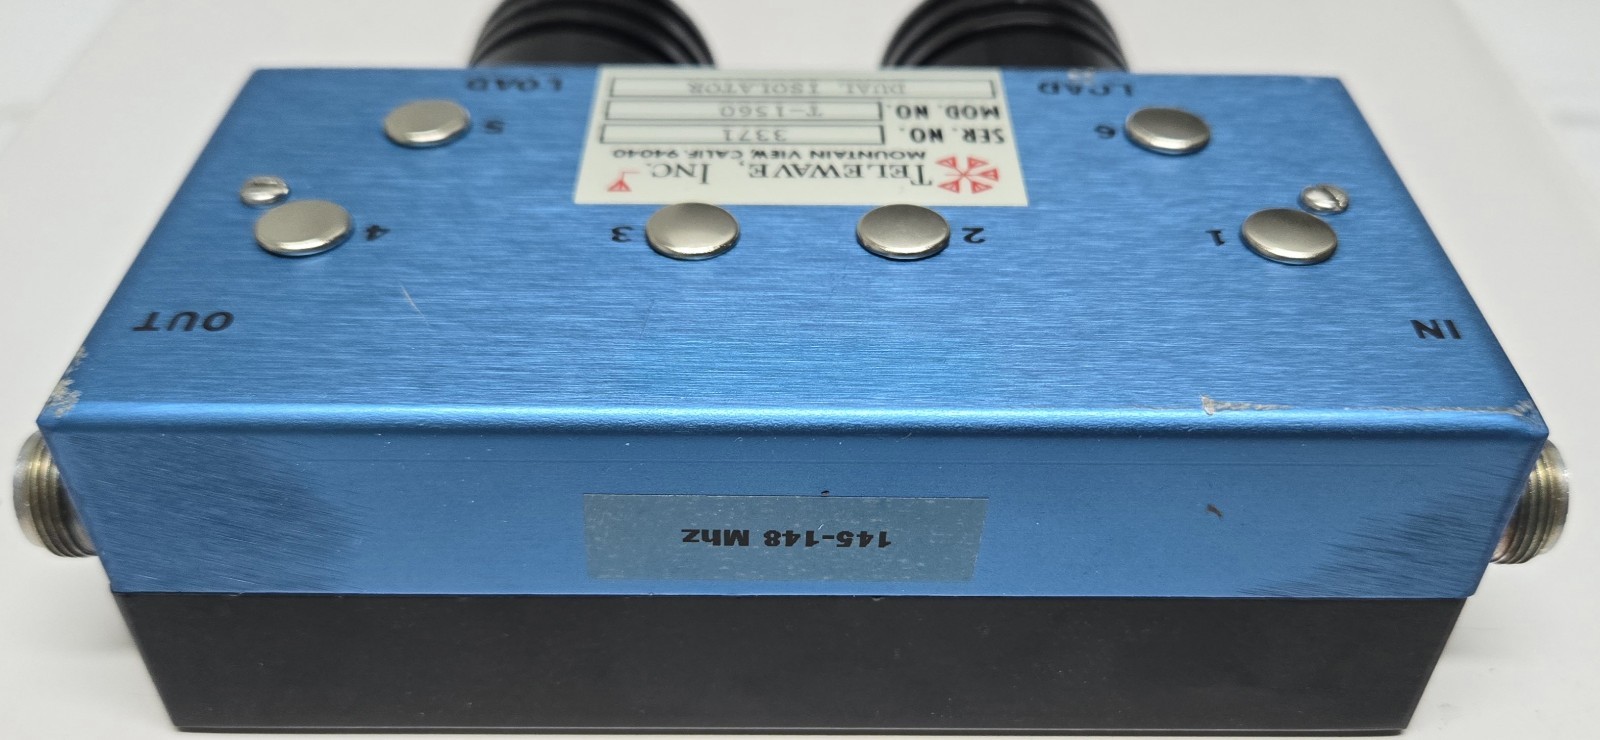 145-148 Mhz
IN OUT
1 2 3 4
TELEWAVE, INC.
MOUNTAIN VIEW, CALIF. 94040
SER. NO. 3371
MOD. NO. T-1560
DUAL ISOLATOR
6 5
LOAD LOAD